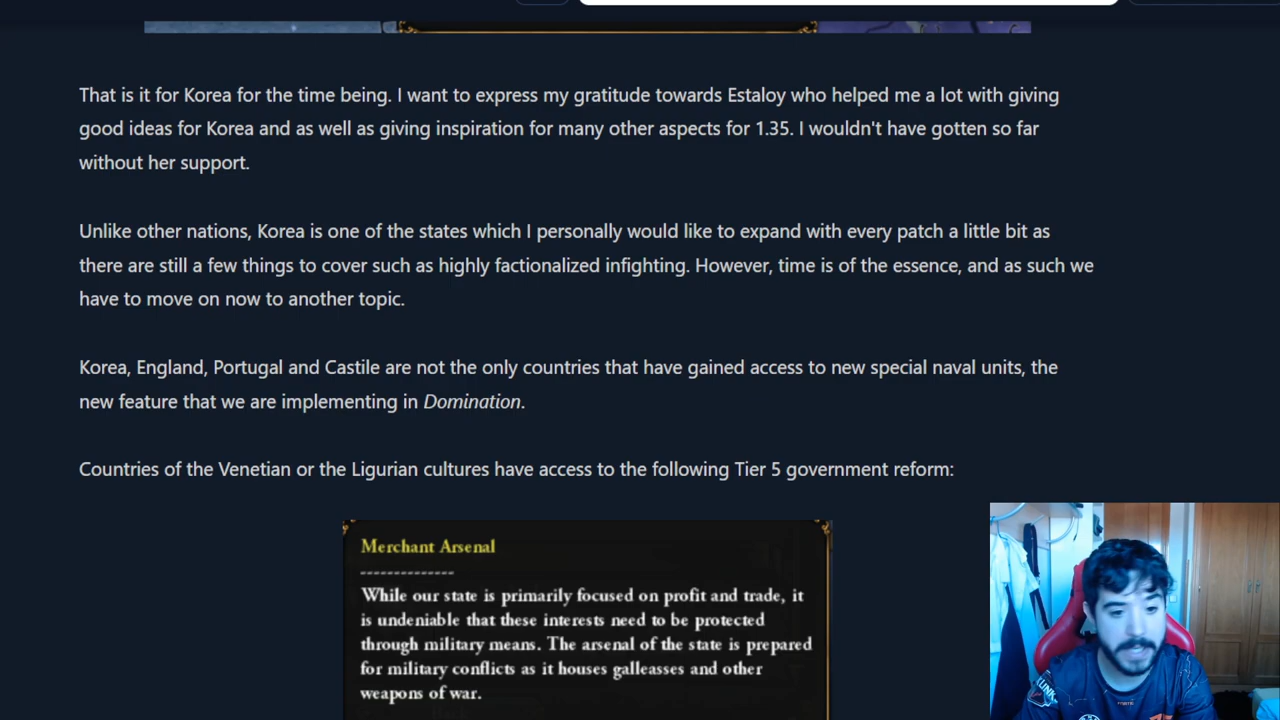 That is it for Korea for the time being. I want to express my gratitude towards Estaloy who helped me a lot with giving
good ideas for Korea and as well as giving inspiration for many other aspects for 1.35. I wouldn't have gotten so far
without her support.
Unlike other nations, Korea is one of the states which I personally would like to expand with every patch a little bit as
there are still a few things to cover such as highly factionalized infighting. However, time is of the essence, and as such we
have to move on now to another topic.
Korea, England, Portugal and Castile are not the only countries that have gained access to new special naval units, the
new feature that we are implementing in Domination.
Countries of the Venetian or the Ligurian cultures have access to the following Tier 5 government reform:
Merchant Arsenal
--------------
While our state is primarily focused on profit and trade, it
is undeniable that these interests need to be protected
through military means. The arsenal of the state is prepared
for military conflicts as it houses galleasses and other
weapons of war.